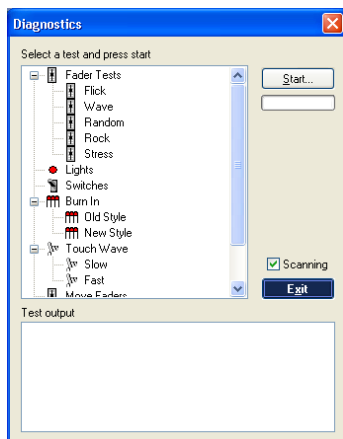 Diagnostics
Select a test and press start
Fader Tests
Flick
Wave
Random
Rock
Stress
Lights
Switches
Burn In
Old Style
New Style
Touch Wave
Slow
Fast
Move Faders
Start...
Scanning
Exit
Test output